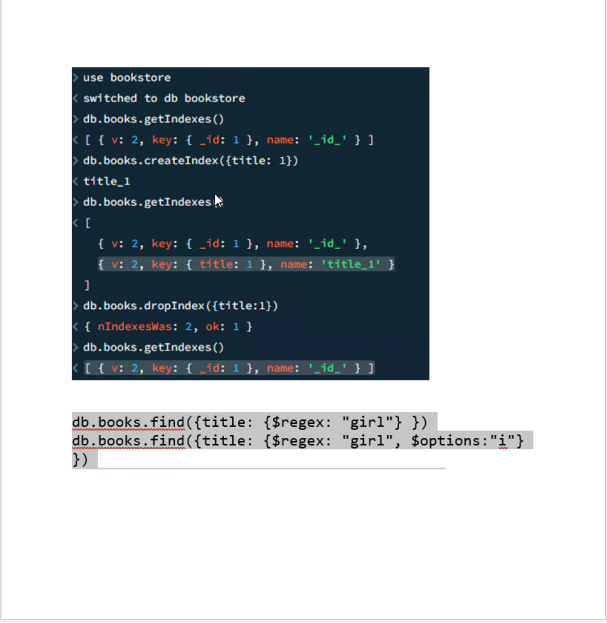 > use bookstore
< switched to db bookstore
> db.books.getIndexes()
< [ { v: 2, key: { _id: 1 }, name: '_id_' } ]
> db.books.createIndex({title: 1})
< title_1
> db.books.getIndexes
< [
{ v: 2, key: { _id: 1 }, name: '_id_' },
{ v: 2, key: { title: 1 }, name: 'title_1' }
]
> db.books.dropIndex({title:1})
< { nIndexesWas: 2, ok: 1 }
> db.books.getIndexes()
< [ { v: 2, key: { _id: 1 }, name: '_id_' } ]
db.books.find({title: {$regex: "girl"} })
db.books.find({title: {$regex: "girl", $options:"i"}
})